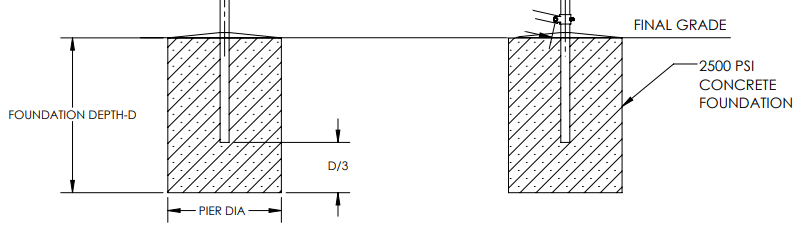 FINAL GRADE
2500 PSI
CONCRETE
FOUNDATION
FOUNDATION DEPTH-D
D/3
PIER DIA